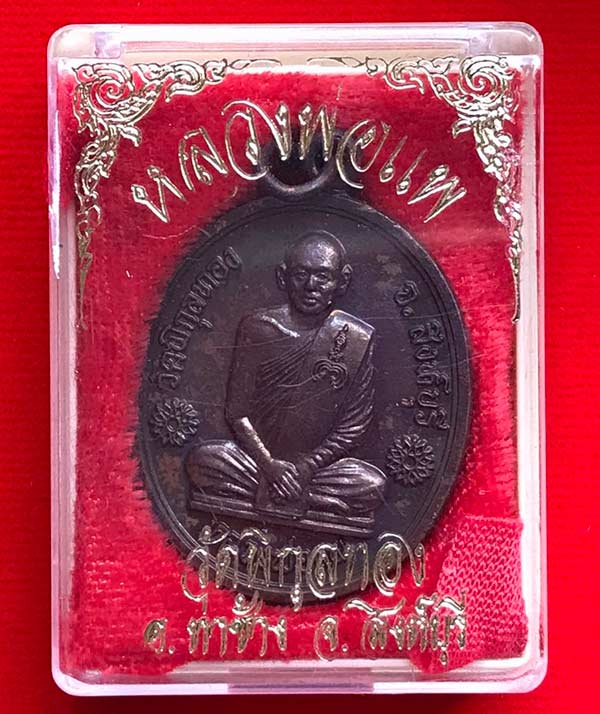 หลวงพ่อแพ
วัดพิกุลทอง
จ. สิงห์บุรี
วัดพิกุลทอง
อ. ท่าช้าง จ. สิงห์บุรี